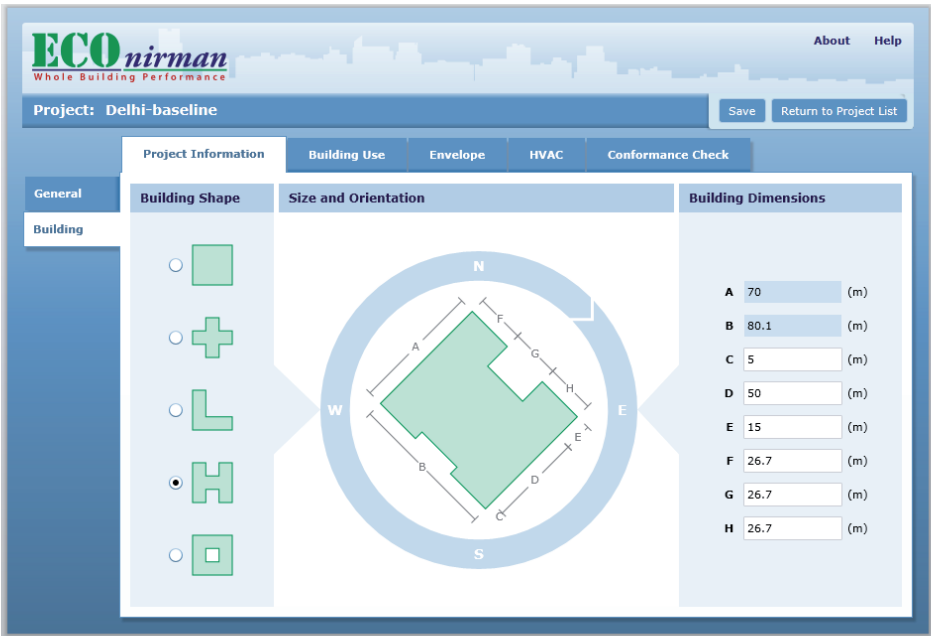 ECO nirman
Whole Building Performance
About Help
Project: Delhi-baseline
Save Return to Project List
Project Information Building Use Envelope HVAC Conformance Check
General
Building
Building Shape
Size and Orientation
N
W
E
S
A
B
C
D
E
F
G
H
Building Dimensions
A 70 (m)
B 80.1 (m)
C 5 (m)
D 50 (m)
E 15 (m)
F 26.7 (m)
G 26.7 (m)
H 26.7 (m)